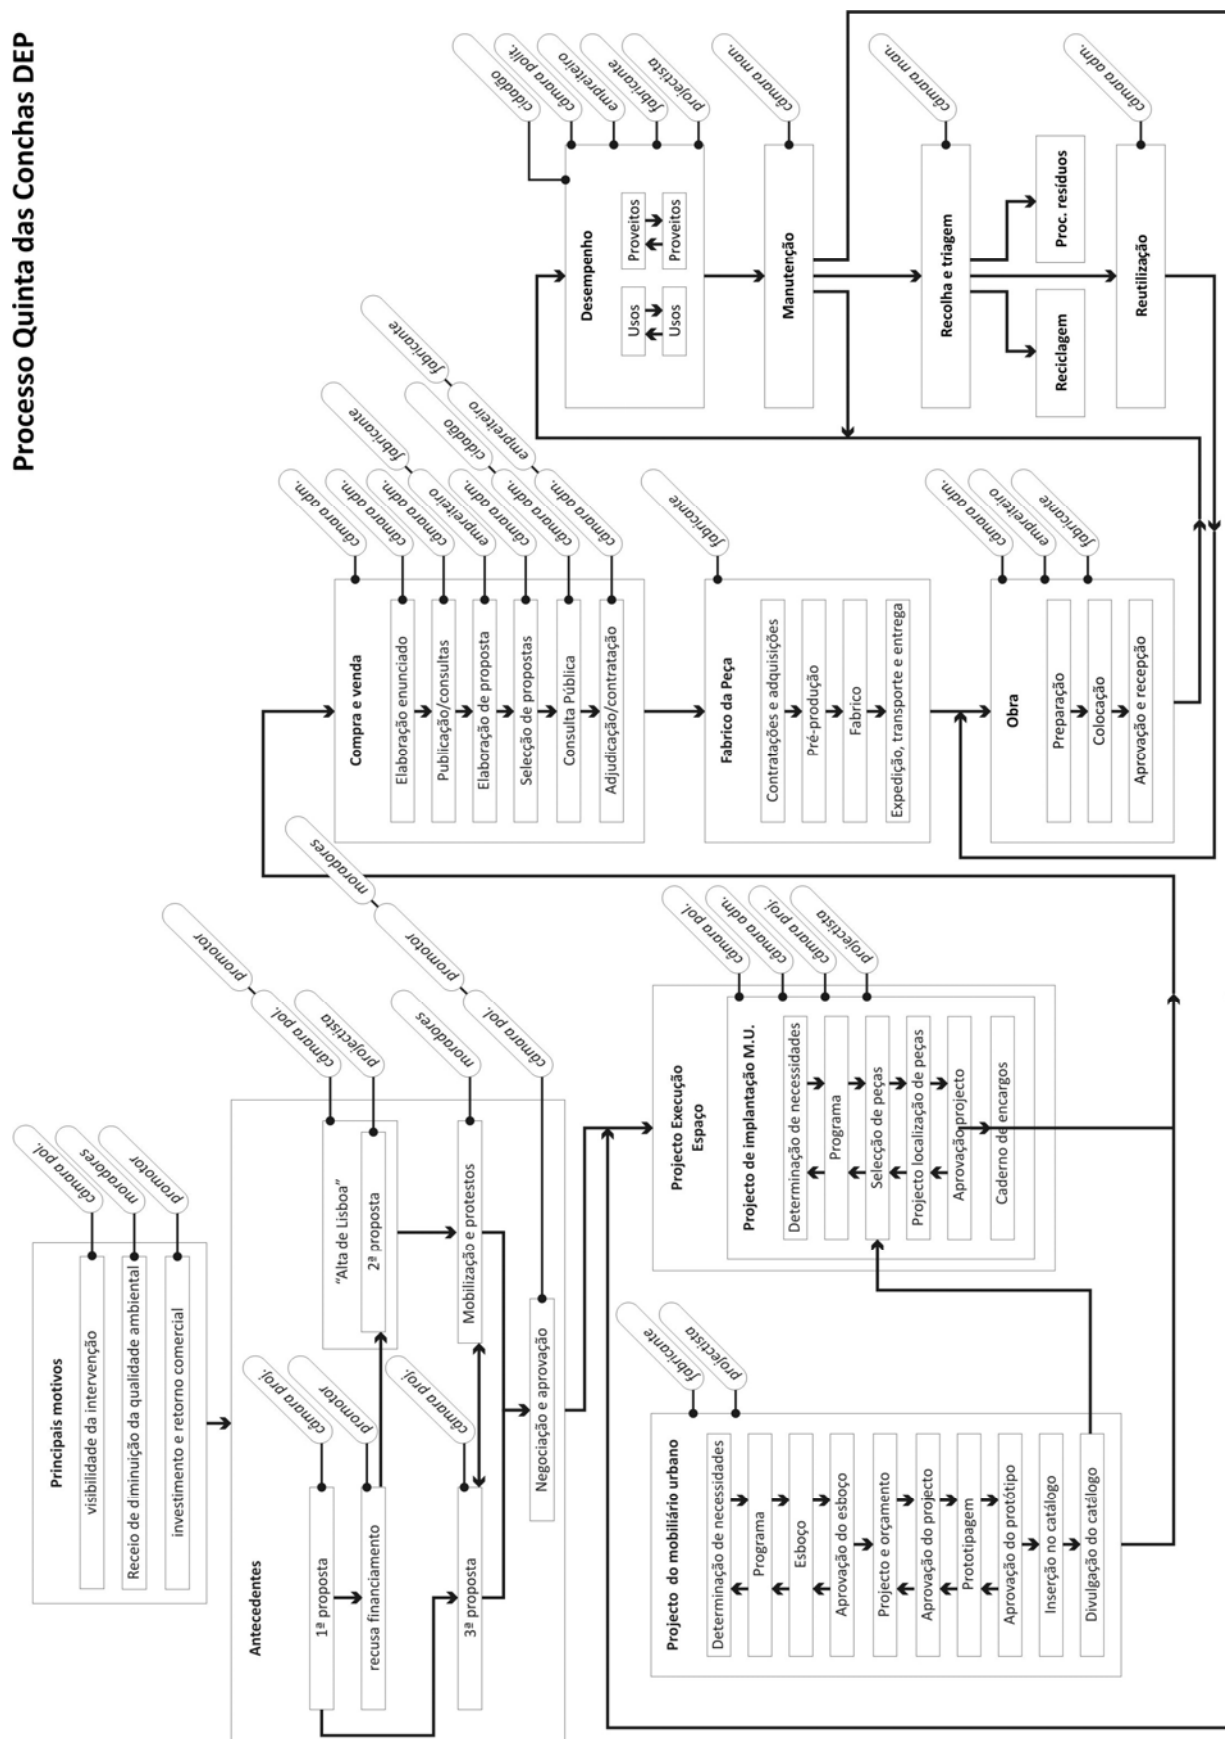 Processo Quinta das Conchas DEP
Principais motivos
visibilidade da intervenção
Receio de diminuição da qualidade ambiental
investimento e retorno comercial
câmara pol.
moradores
promotor
Antecedentes
1ª proposta
recusa financiamento
3ª proposta
câmara proj.
promotor
câmara proj.
"Alta de Lisboa"
2ª proposta
Mobilização e protestos
Negociação e aprovação
câmara pol.
promotor
projectista
moradores
câmara pol.
promotor
moradores
Projecto do mobiliário urbano
Determinação de necessidades
Programa
Esboço
Aprovação do esboço
Projecto e orçamento
Aprovação do projecto
Prototipagem
Aprovação do protótipo
Inserção no catálogo
Divulgação do catálogo
fabricante
projectista
Projecto Execução
Espaço
Projecto de implantação M.U.
Determinação de necessidades
Programa
Selecção de peças
Projecto localização de peças
Aprovação projecto
Caderno de encargos
câmara pol.
câmara adm.
câmara proj.
projectista
Compra e venda
Elaboração enunciado
Publicação/consultas
Elaboração de proposta
Selecção de propostas
Consulta Pública
Adjudicação/contratação
câmara adm.
câmara adm.
câmara adm.
empreiteiro
fabricante
câmara adm.
câmara adm.
cidadão
câmara adm.
empreiteiro
fabricante
Fabrico da Peça
Contratações e adquisições
Pré-produção
Fabrico
Expedição, transporte e entrega
fabricante
Obra
Preparação
Colocação
Aprovação e recepção
câmara adm.
empreiteiro
fabricante
Desempenho
Usos
Usos
Proveitos
Proveitos
cidadão
câmara polit.
empreiteiro
fabricante
projectista
Manutenção
câmara man.
Recolha e triagem
câmara man.
Reciclagem
Proc. resíduos
Reutilização
câmara adm.